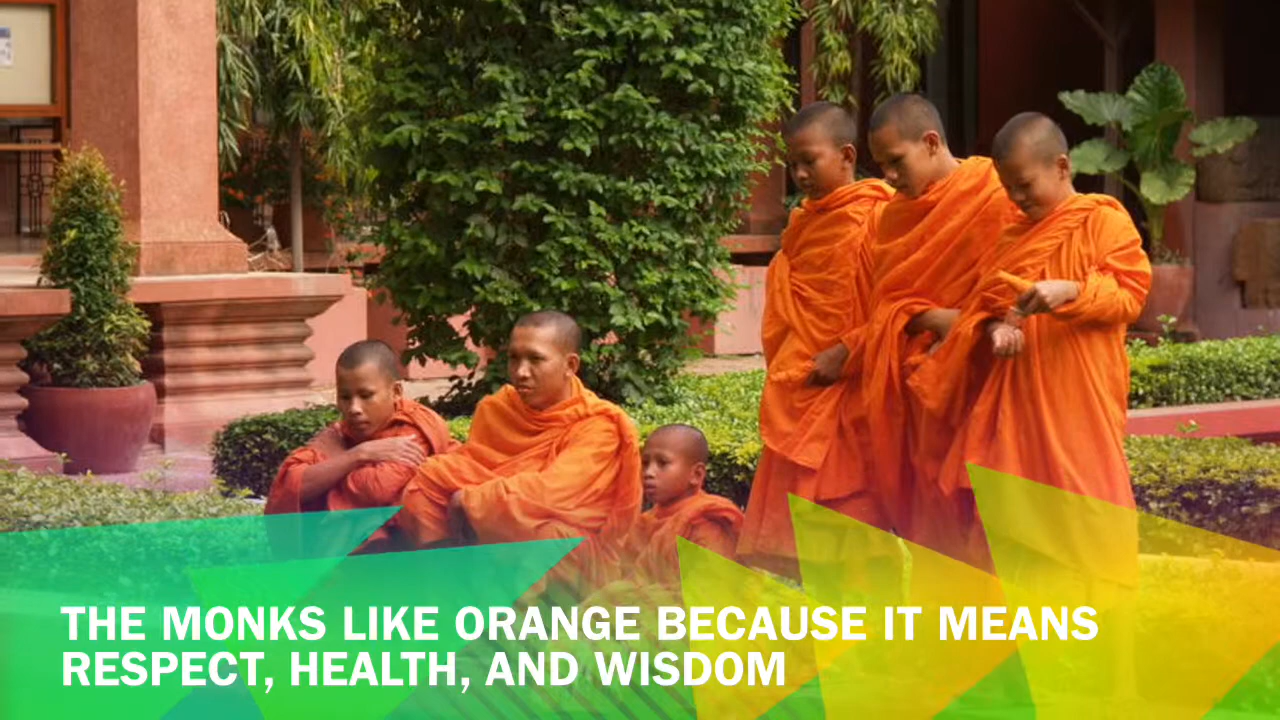 THE MONKS LIKE ORANGE BECAUSE IT MEANS
RESPECT, HEALTH, AND WISDOM